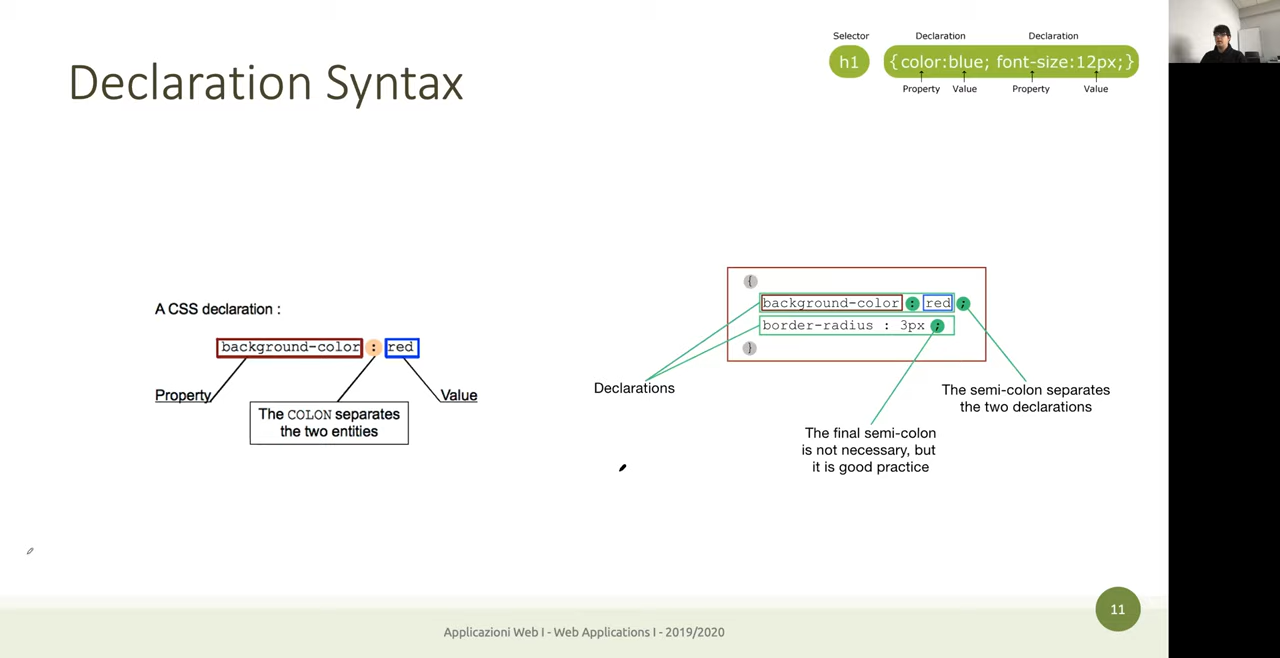 Declaration Syntax
Selector Declaration Declaration
h1 {color:blue; font-size:12px;}
Property Value Property Value
A CSS declaration :
background-color : red
Property Value
The COLON separates
the two entities
{
background-color : red ;
border-radius : 3px ;
}
Declarations
The semi-colon separates
the two declarations
The final semi-colon
is not necessary, but
it is good practice
Applicazioni Web I - Web Applications I - 2019/2020
11